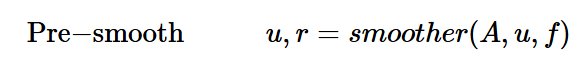 Pre−smooth u, r = smoother(A, u, f)